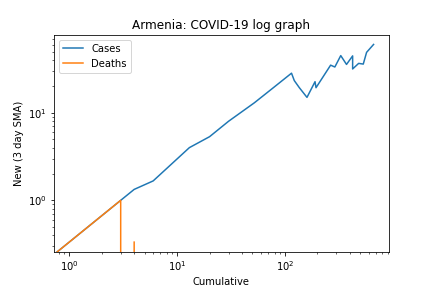 Armenia: COVID-19 log graph
Cases
Deaths
New (3 day SMA)
10¹
10⁰
10⁰ 10¹ 10²
Cumulative